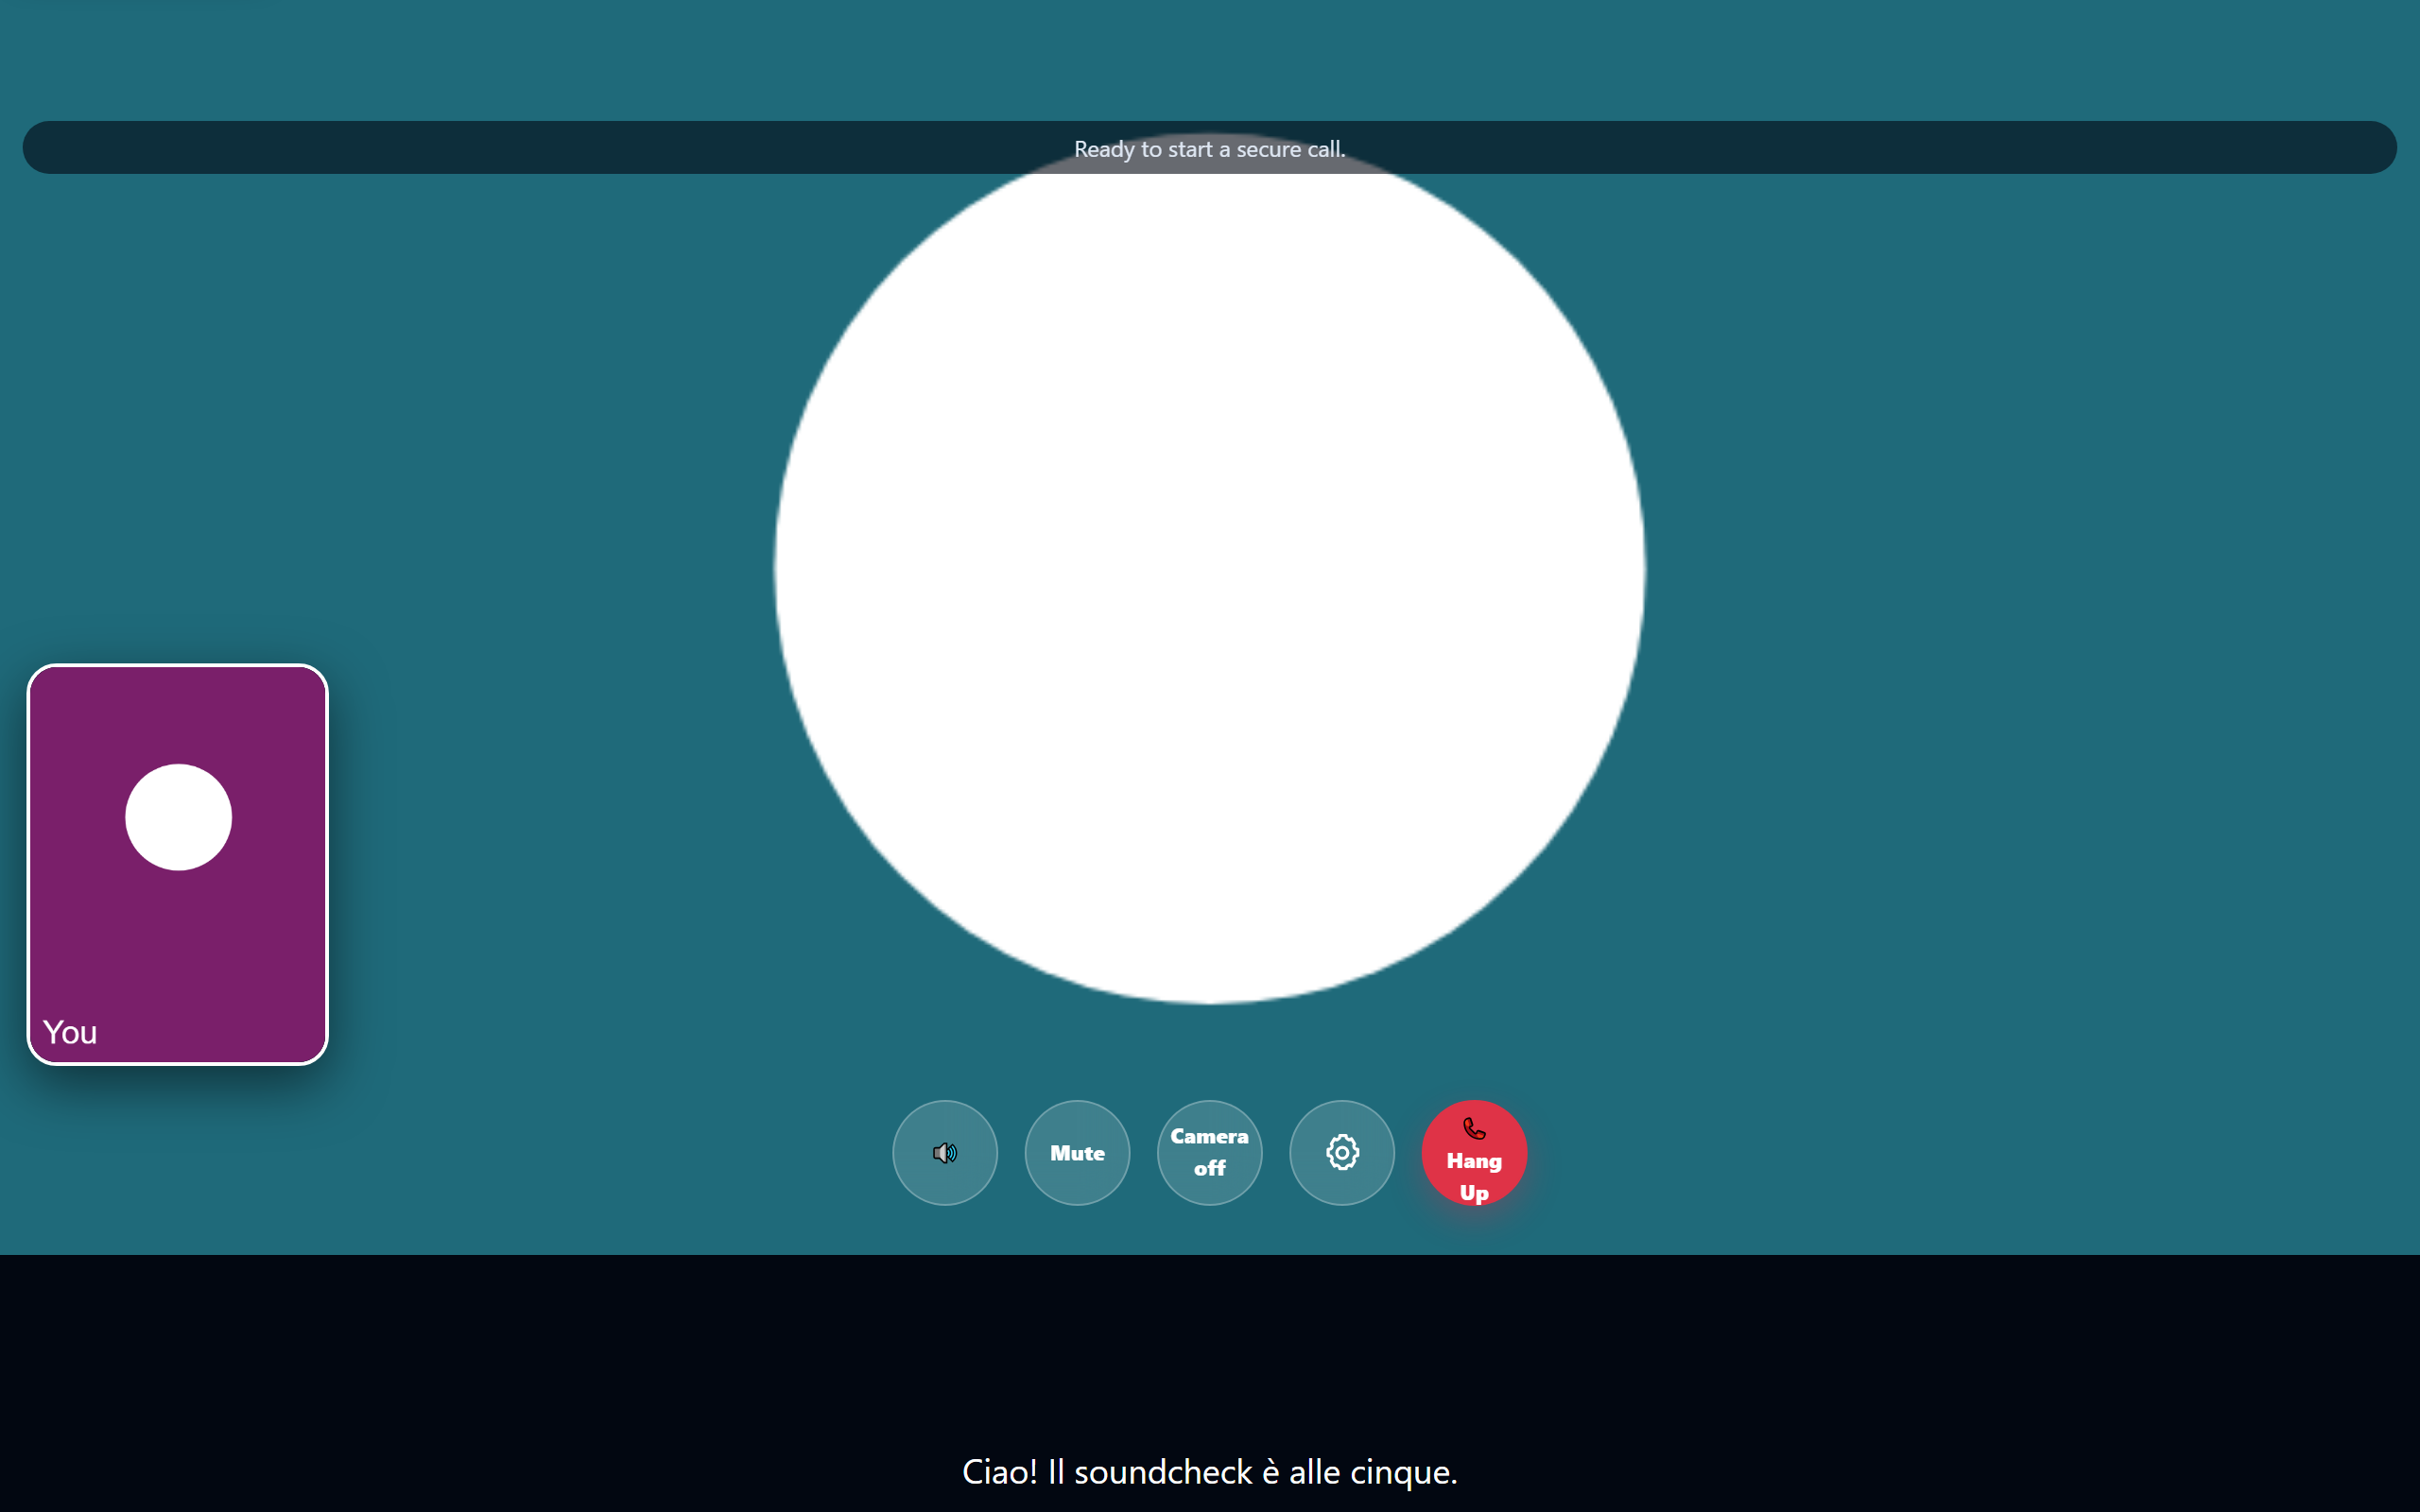 Ready to start a secure call.
You
Mute
Camera
off
Hang
Up
Ciao! Il soundcheck è alle cinque.